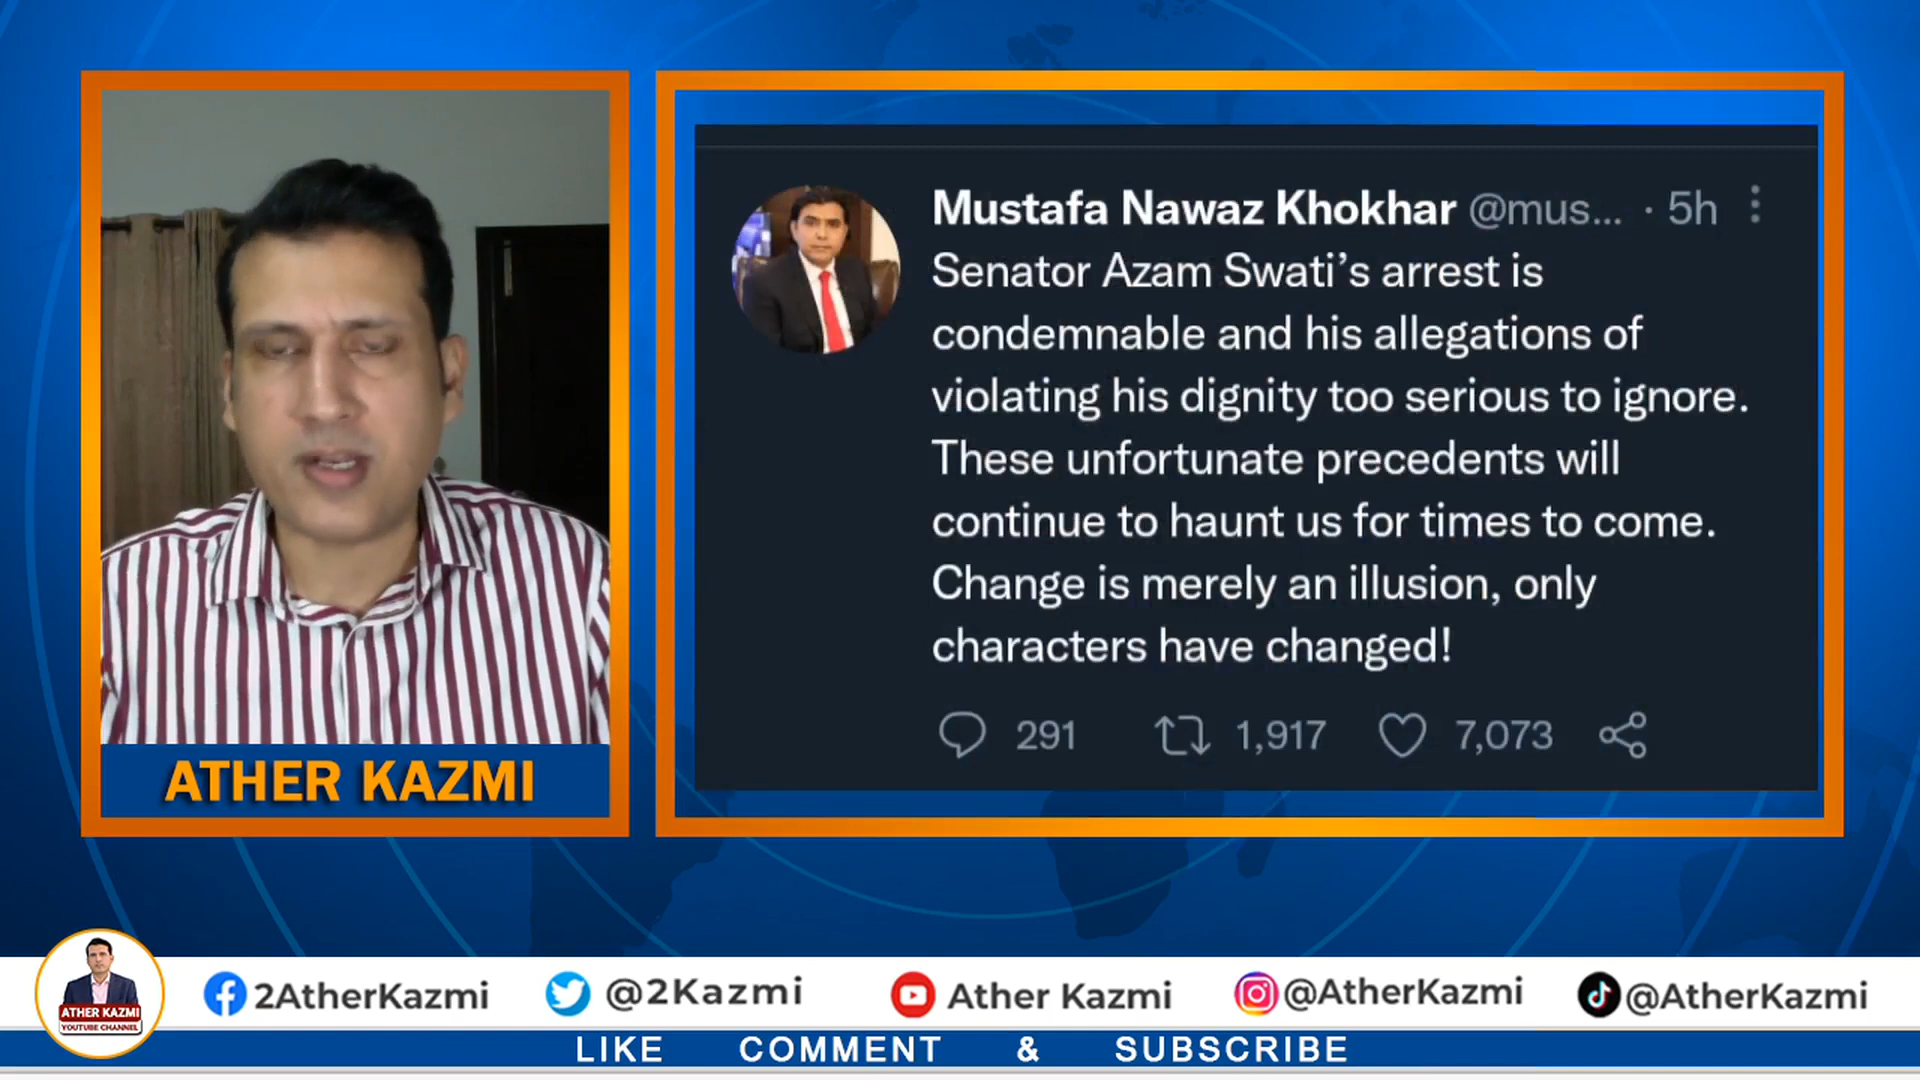 Mustafa Nawaz Khokhar @mus... · 5h
Senator Azam Swati’s arrest is
condemnable and his allegations of
violating his dignity too serious to ignore.
These unfortunate precedents will
continue to haunt us for times to come.
Change is merely an illusion, only
characters have changed!
291 1,917 7,073
ATHER KAZMI
ATHER KAZMI
YOUTUBE CHANNEL
2AtherKazmi @2Kazmi Ather Kazmi @AtherKazmi @AtherKazmi
LIKE COMMENT & SUBSCRIBE